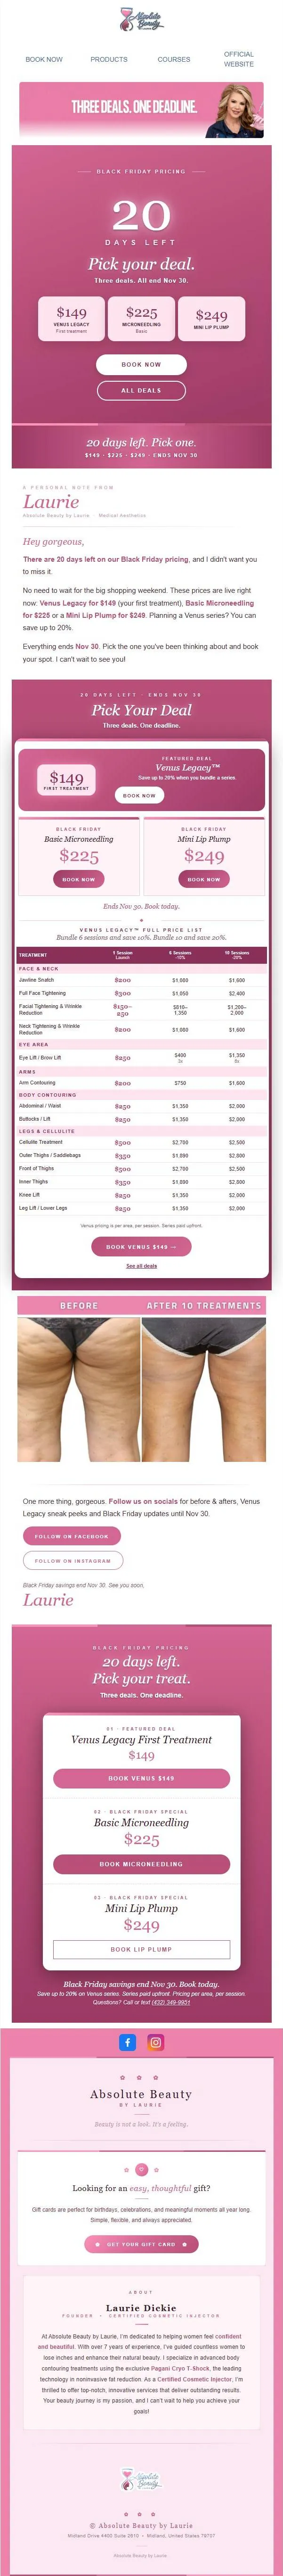 Absolute
Beauty
BOOK NOW
PRODUCTS
COURSES
OFFICIAL
WEBSITE
THREE DEALS. ONE DEADLINE.
BLACK FRIDAY PRICING
20
DAYS LEFT
Pick your deal.
Three deals. All end Nov 30.
$149
VENUS LEGACY
First treatment
$225
MICRONEEDLING
Basic
$249
MINI LIP PLUMP
BOOK NOW
ALL DEALS
20 days left. Pick one.
$149 · $225 · $249 · ENDS NOV 30
A PERSONAL NOTE FROM
Laurie
Absolute Beauty by Laurie · Medical Aesthetics
Hey gorgeous,
There are 20 days left on our Black Friday pricing, and I didn't want you
to miss it.
No need to wait for the big shopping weekend. These prices are live right
now: Venus Legacy for $149 (your first treatment), Basic Microneedling
for $225 or a Mini Lip Plump for $249. Planning a Venus series? You can
save up to 20%.
Everything ends Nov 30. Pick the one you've been thinking about and book
your spot. I can't wait to see you!
20 DAYS LEFT · ENDS NOV 30
Pick Your Deal
Three deals. One deadline.
$149
FIRST TREATMENT
FEATURED DEAL
Venus Legacy™
Save up to 20% when you bundle a series.
BOOK NOW
BLACK FRIDAY
Basic Microneedling
$225
BOOK NOW
BLACK FRIDAY
Mini Lip Plump
$249
BOOK NOW
Ends Nov 30. Book today.
VENUS LEGACY™ FULL PRICE LIST
Bundle 6 sessions and save 10%. Bundle 10 and save 20%.
TREATMENT
1 Session
Launch
6 Sessions
-10%
10 Sessions
-20%
FACE & NECK
Jawline Snatch $200 $1,080 $1,600
Full Face Tightening $300 $1,050 $2,400
Facial Tightening & Wrinkle
Reduction
$150–
250
$810–
1,350
$1,200–
2,000
Neck Tightening & Wrinkle
Reduction
$200 $1,080 $1,600
EYE AREA
Eye Lift / Brow Lift $250
$400
$1,350
ARMS
Arm Contouring $200 $750 $1,600
BODY CONTOURING
Abdominal / Waist $250 $1,350 $2,000
Buttocks / Lift $250 $1,350 $2,000
LEGS & CELLULITE
Cellulite Treatment $500 $2,700 $2,500
Outer Thighs / Saddlebags $350 $1,890 $2,800
Front of Thighs $500 $2,700 $2,500
Inner Thighs $350 $1,890 $2,800
Knee Lift $250 $1,350 $2,000
Leg Lift / Lower Legs $250 $1,350 $2,000
Venus pricing is per area, per session. Series paid upfront.
BOOK VENUS $149 →
See all deals
BEFORE
AFTER 10 TREATMENTS
One more thing, gorgeous. Follow us on socials for before & afters, Venus
Legacy sneak peeks and Black Friday updates until Nov 30.
FOLLOW ON FACEBOOK
FOLLOW ON INSTAGRAM
Black Friday savings end Nov 30. See you soon,
Laurie
BLACK FRIDAY PRICING
20 days left.
Pick your treat.
Three deals. One deadline.
01 · FEATURED DEAL
Venus Legacy First Treatment
$149
BOOK VENUS $149
02 · BLACK FRIDAY SPECIAL
Basic Microneedling
$225
BOOK MICRONEEDLING
03 · BLACK FRIDAY SPECIAL
Mini Lip Plump
$249
BOOK LIP PLUMP
Black Friday savings end Nov 30. Book today.
Save up to 20% on Venus series. Series paid upfront. Pricing per area, per session.
Questions? Call or text (432) 349-9951
Absolute Beauty
BY LAURIE
Beauty is not a look. It's a feeling.
Looking for an easy, thoughtful gift?
Gift cards are perfect for birthdays, celebrations, and meaningful moments all year long.
Simple, flexible, and always appreciated.
GET YOUR GIFT CARD
ABOUT
Laurie Dickie
FOUNDER · CERTIFIED COSMETIC INJECTOR
At Absolute Beauty by Laurie, I'm dedicated to helping women feel confident
and beautiful. With over 7 years of experience, I've guided countless women to
lose inches and enhance their natural beauty. I specialize in advanced body
contouring treatments using the exclusive Pagani Cryo T-Shock, the leading
technology in noninvasive fat reduction. As a Certified Cosmetic Injector, I'm
thrilled to offer top-notch, innovative services that deliver outstanding results.
Your beauty journey is my passion, and I can't wait to help you achieve your
goals!
Absolute
Beauty
© Absolute Beauty by Laurie
Midland Drive 4400 Suite 2610 · Midland, United States 79707
Absolute Beauty by Laurie